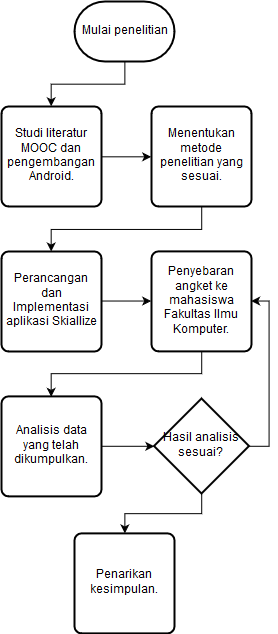 Mulai penelitian
Studi literatur
MOOC dan
pengembangan
Android.
Menentukan
metode
penelitian yang
sesuai.
Perancangan
dan
Implementasi
aplikasi Skiallize
Penyebaran
angket ke
mahasiswa
Fakultas Ilmu
Komputer.
Analisis data
yang telah
dikumpulkan.
Hasil analisis
sesuai?
Penarikan
kesimpulan.